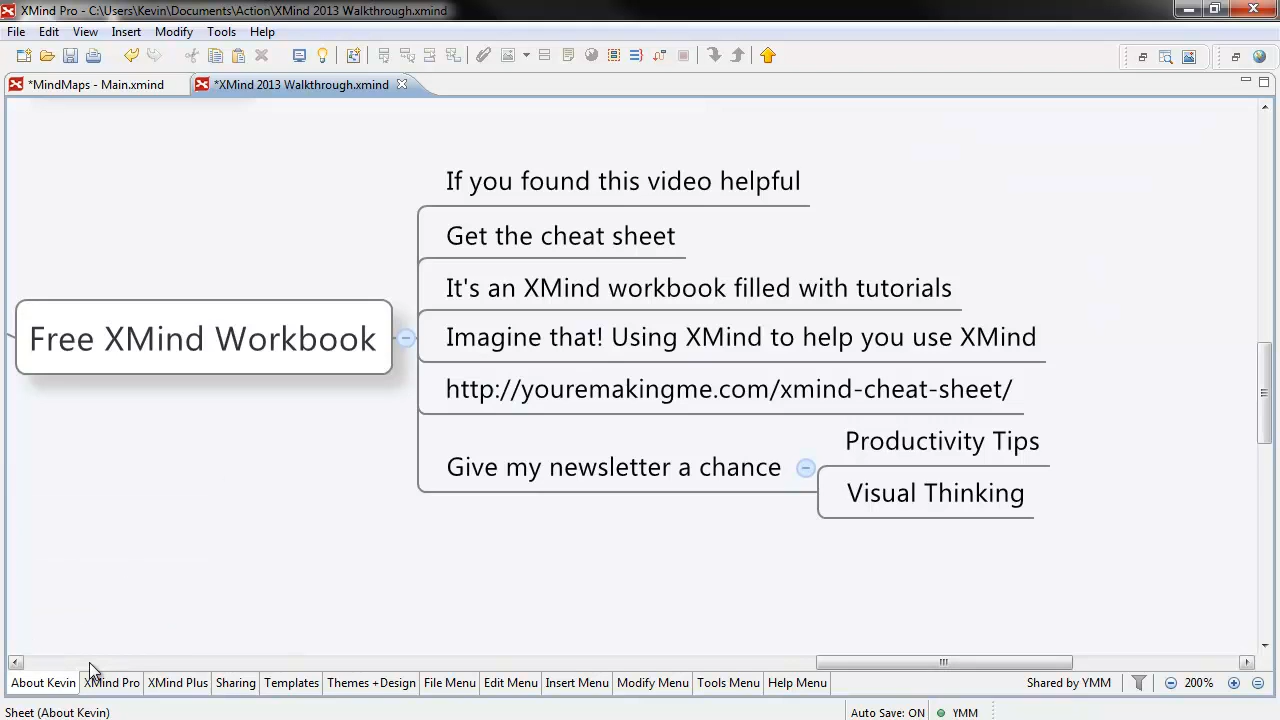 XMind Pro - C:\Users\Kevin\Documents\Action\XMind 2013 Walkthrough.xmind
File Edit View Insert Modify Tools Help
*MindMaps - Main.xmind *XMind 2013 Walkthrough.xmind
If you found this video helpful
Get the cheat sheet
It's an XMind workbook filled with tutorials
Free XMind Workbook
Imagine that! Using XMind to help you use XMind
http://youremakingme.com/xmind-cheat-sheet/
Give my newsletter a chance
Productivity Tips
Visual Thinking
About Kevin XMind Pro XMind Plus Sharing Templates Themes +Design File Menu Edit Menu Insert Menu Modify Menu Tools Menu Help Menu Shared by YMM 200%
Sheet (About Kevin) Auto Save: ON YMM